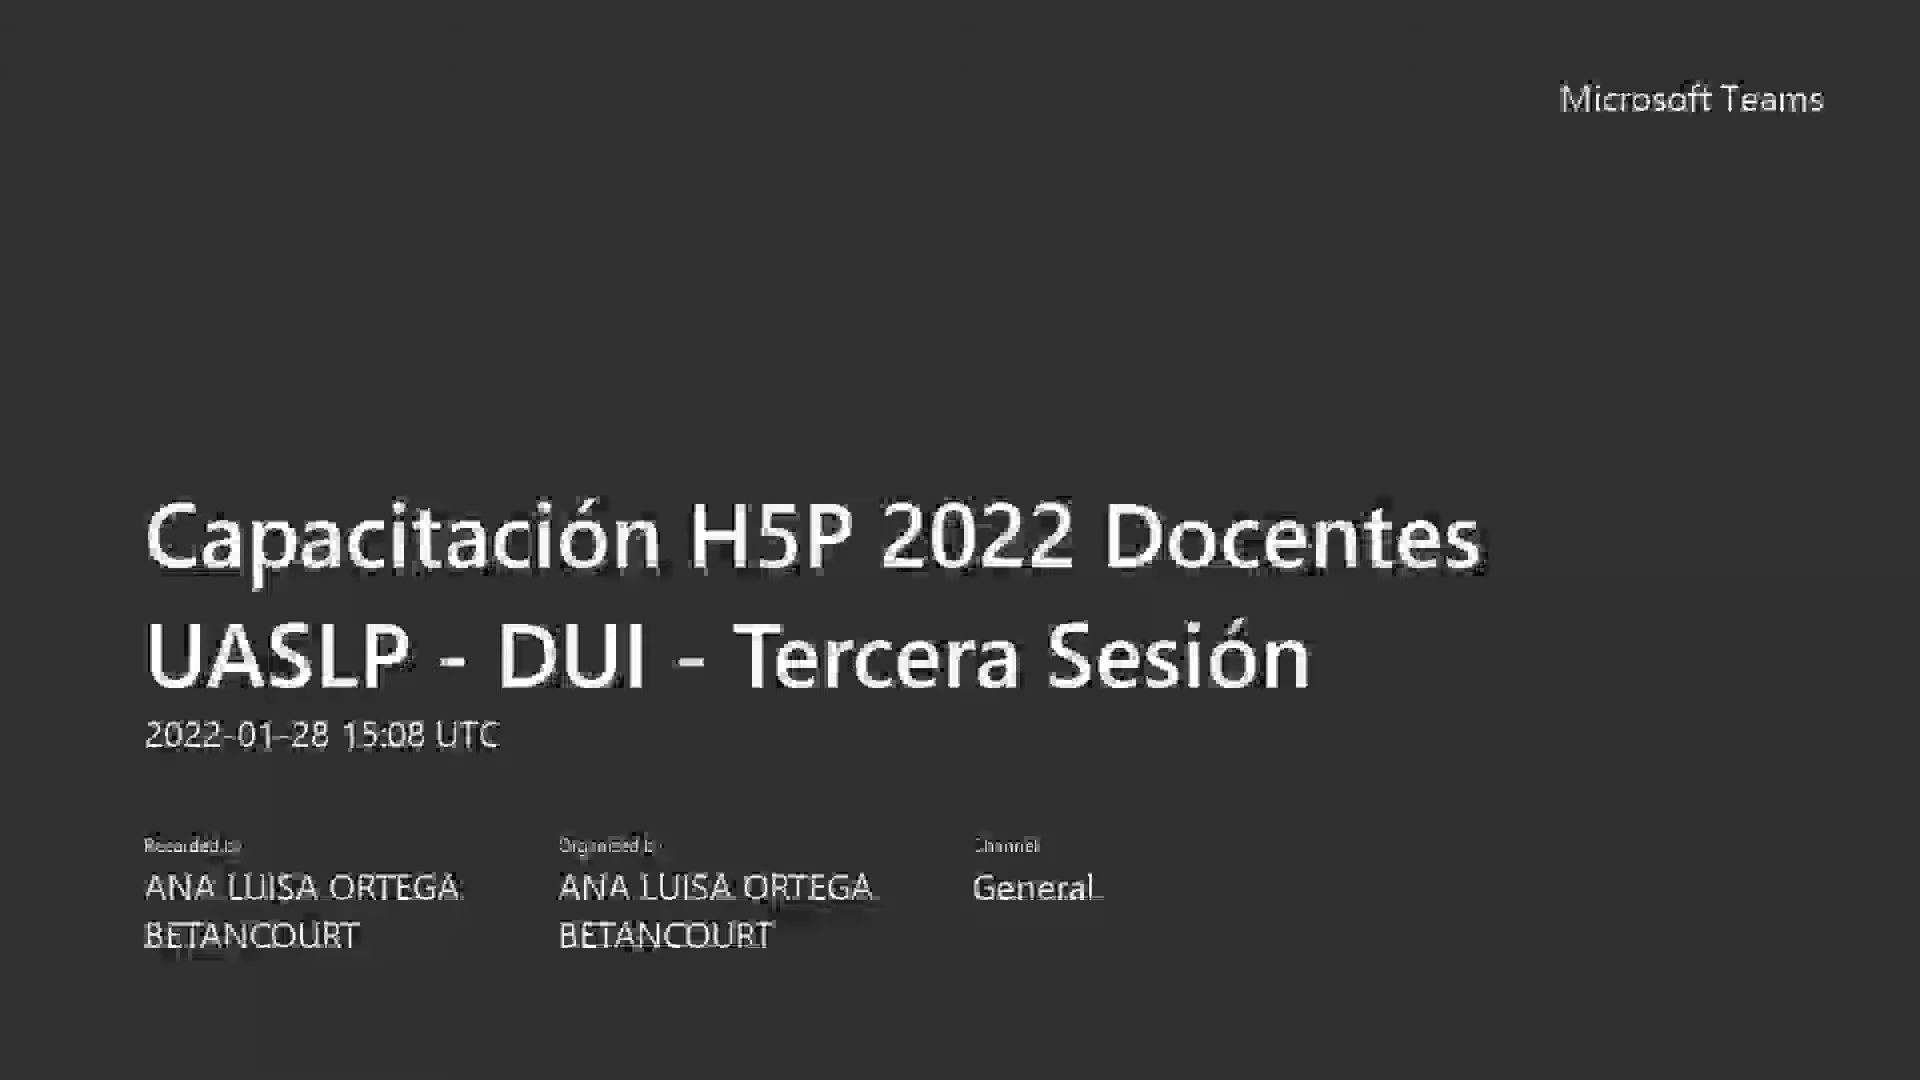 Microsoft Teams
Capacitación H5P 2022 Docentes
UASLP - DUI - Tercera Sesión
2022-01-28 15:08 UTC
Recorded by
Organized by
Channel
ANA LUISA ORTEGA
ANA LUISA ORTEGA
General
BETANCOURT
BETANCOURT